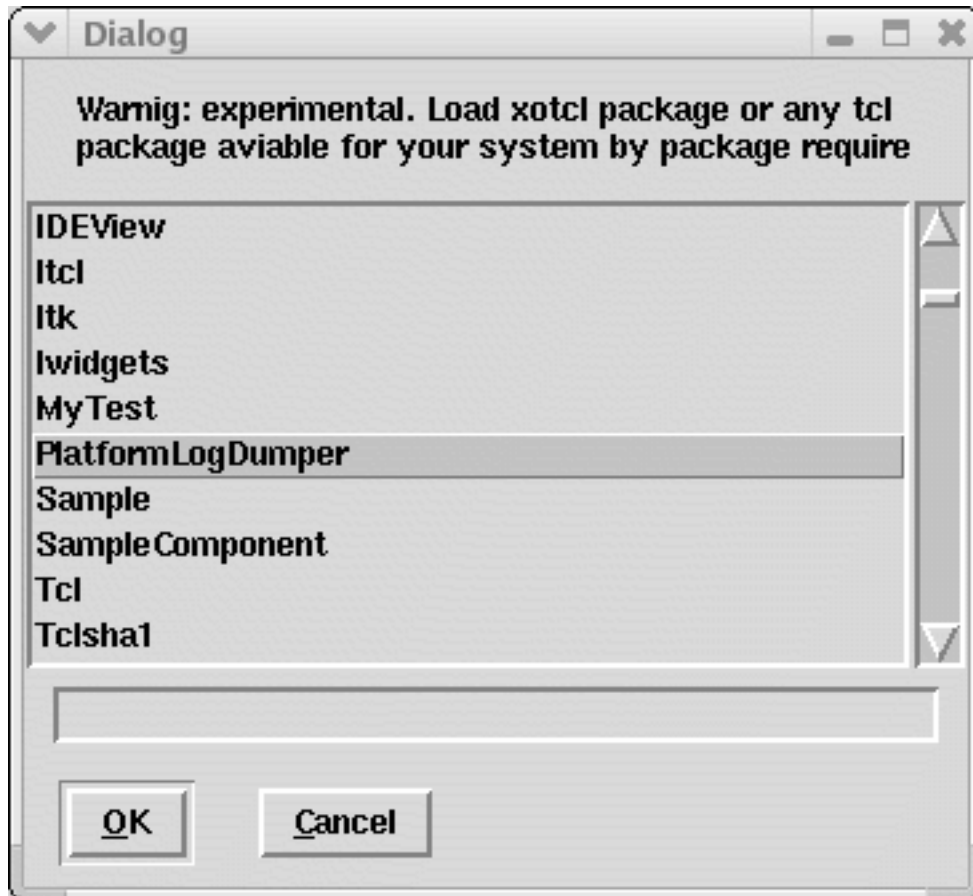 Dialog
Warnig: experimental. Load xotcl package or any tcl
package aviable for your system by package require
IDEView
Itcl
Itk
Iwidgets
MyTest
PlatformLogDumper
Sample
SampleComponent
Tcl
Tclsha1
OK
Cancel